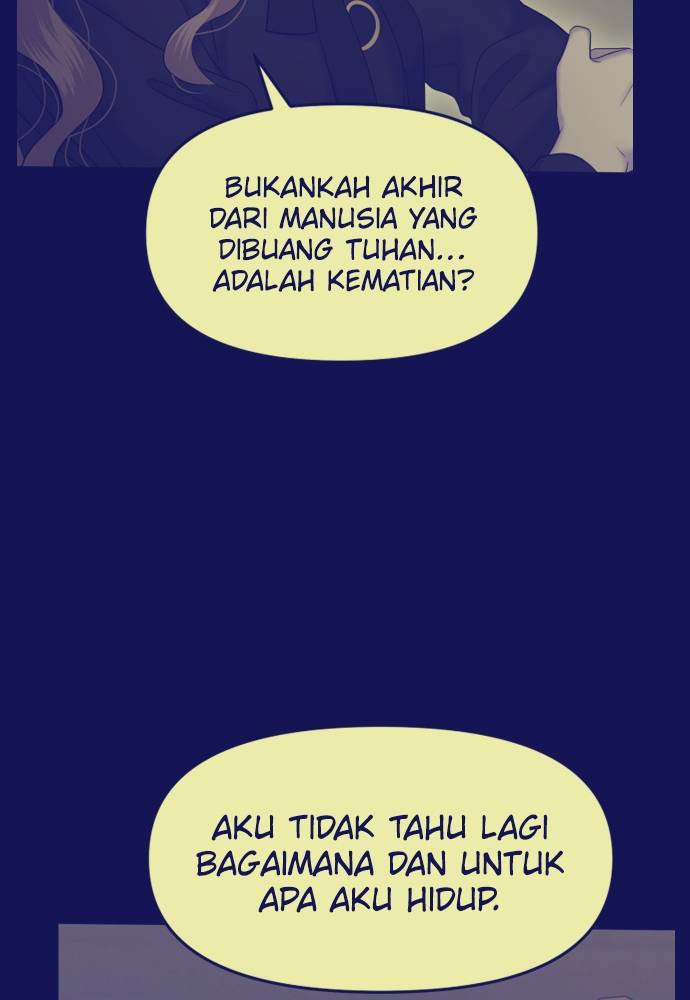 BUKANKAH AKHIR
DARI MANUSIA YANG
DIBUANG TUHAN...
ADALAH KEMATIAN?
AKU TIDAK TAHU LAGI
BAGAIMANA DAN UNTUK
APA AKU HIDUP.